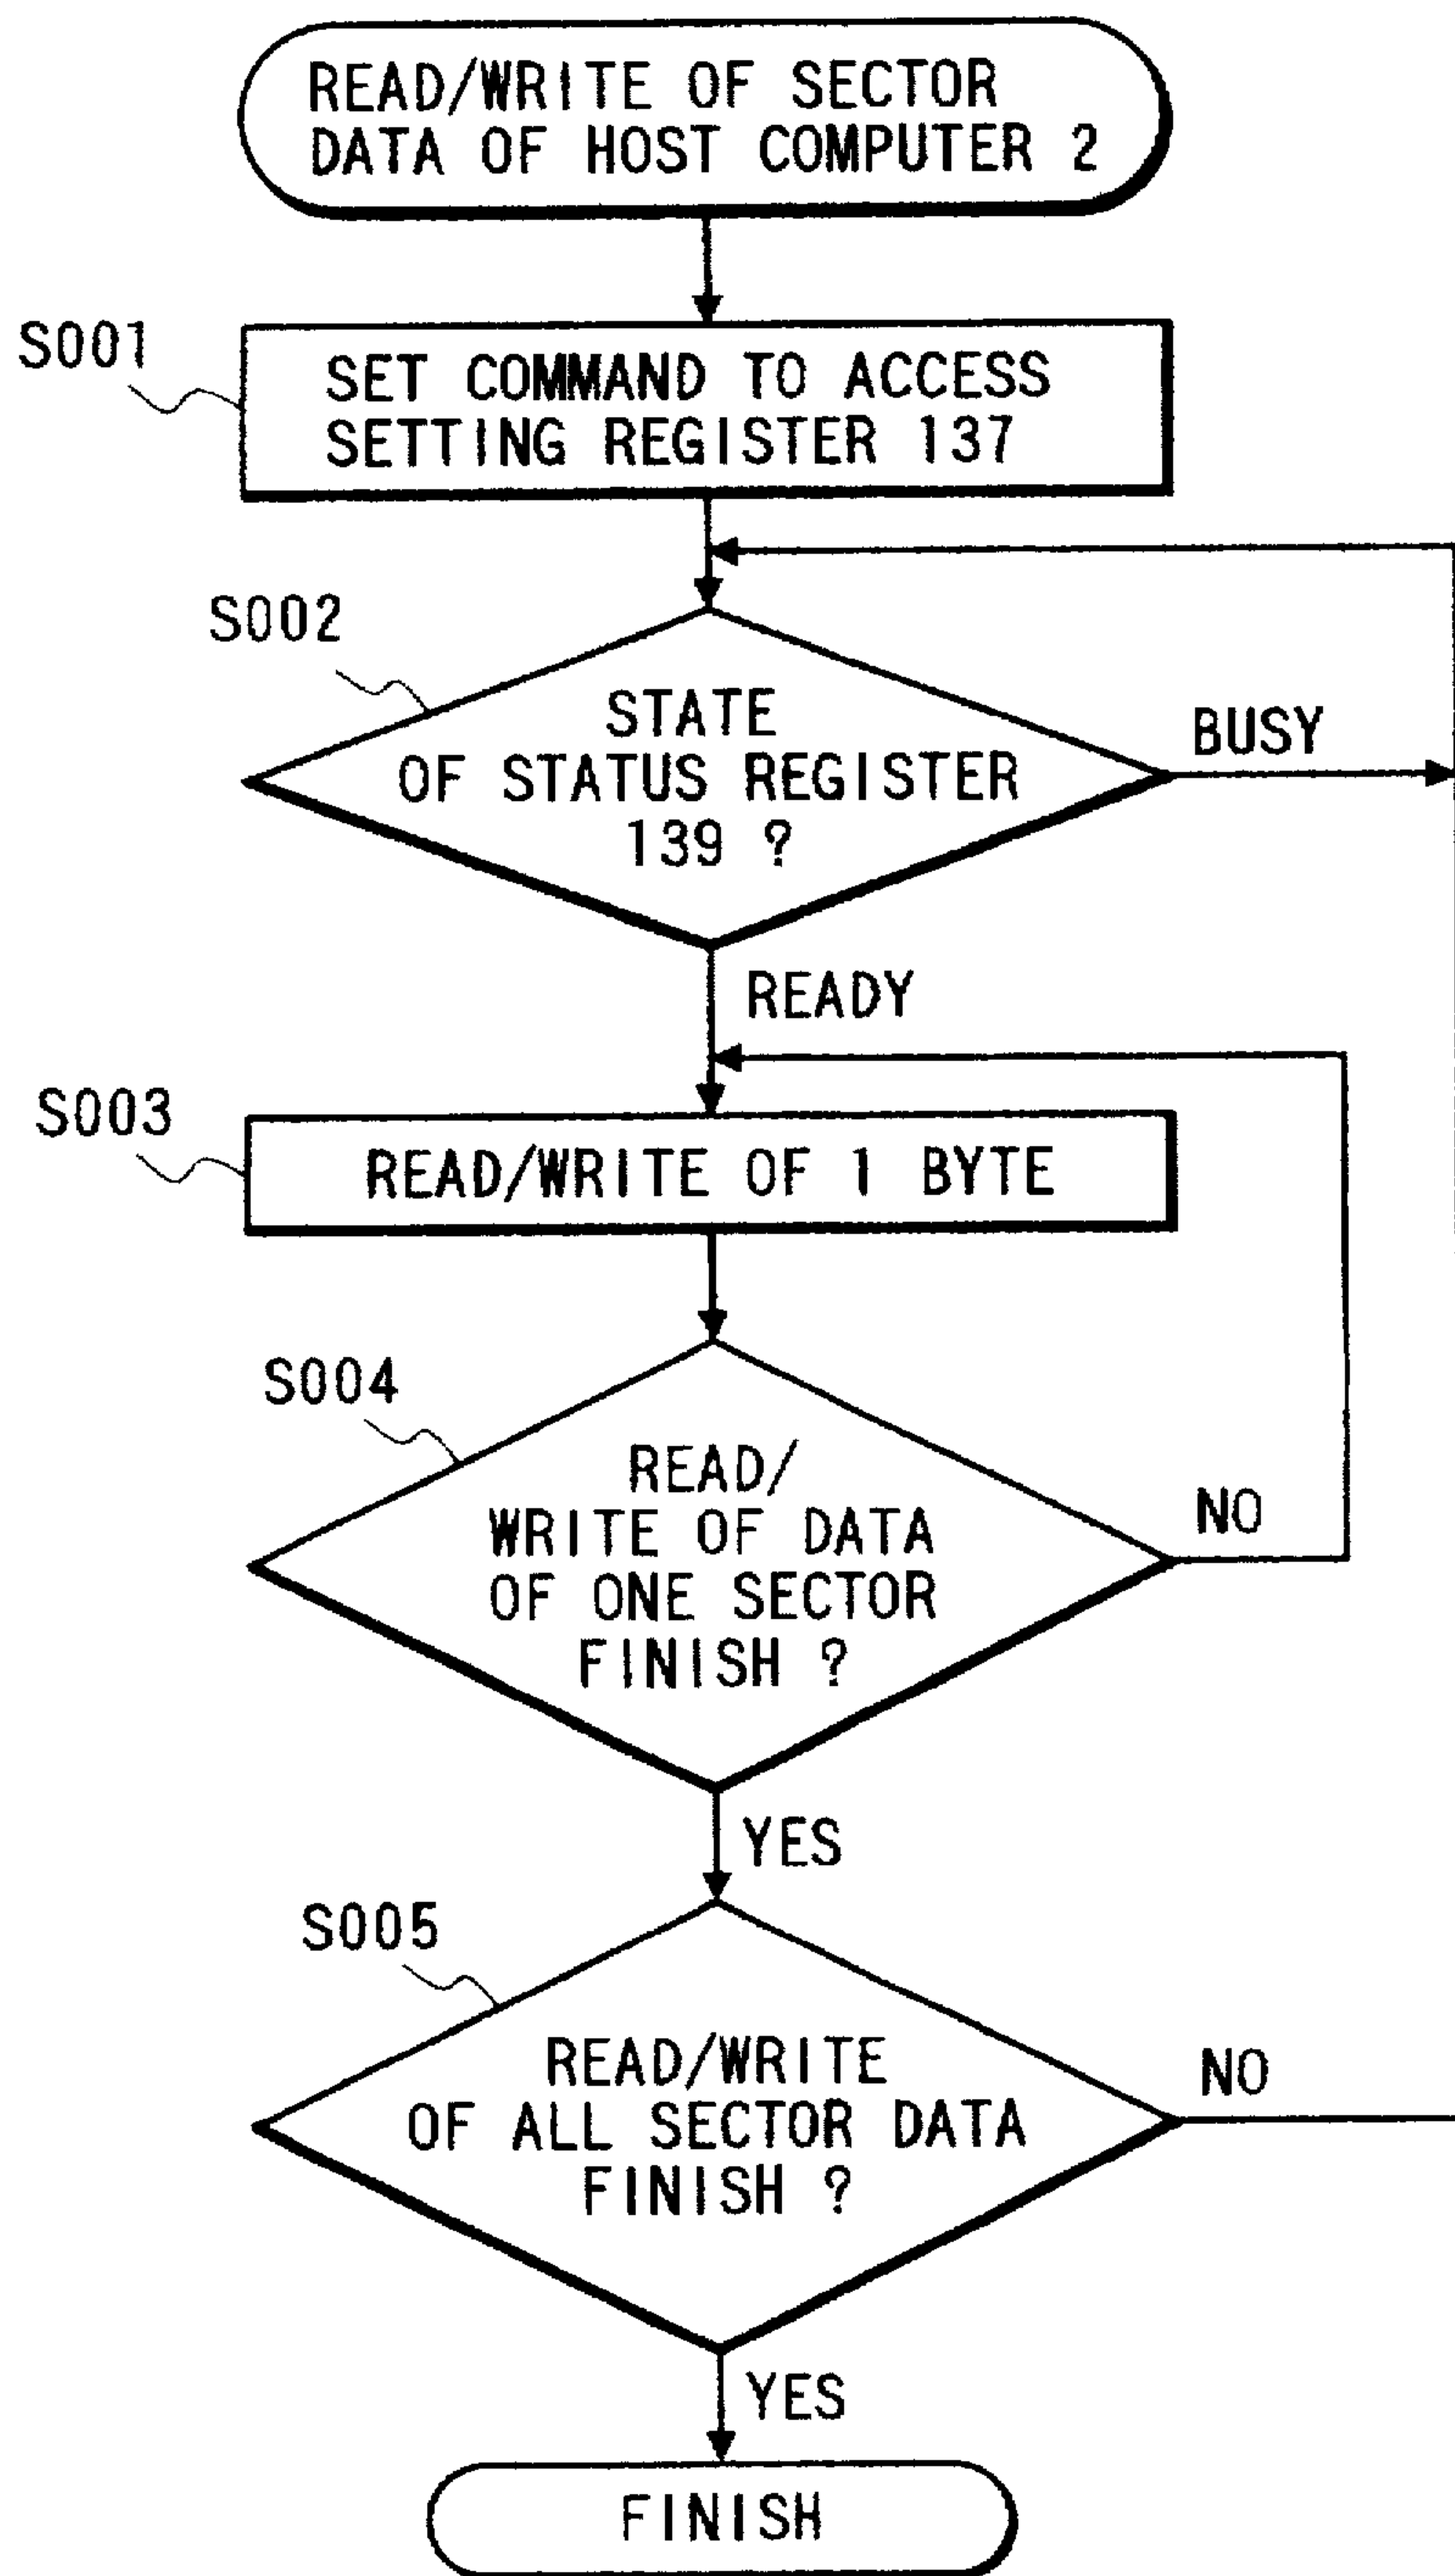 READ/WRITE OF SECTOR
DATA OF HOST COMPUTER 2
S001
SET COMMAND TO ACCESS
SETTING REGISTER 137
S002
STATE
OF STATUS REGISTER
139 ?
BUSY
READY
S003
READ/WRITE OF 1 BYTE
S004
READ/
WRITE OF DATA
OF ONE SECTOR
FINISH ?
NO
YES
S005
READ/WRITE
OF ALL SECTOR DATA
FINISH ?
NO
YES
FINISH